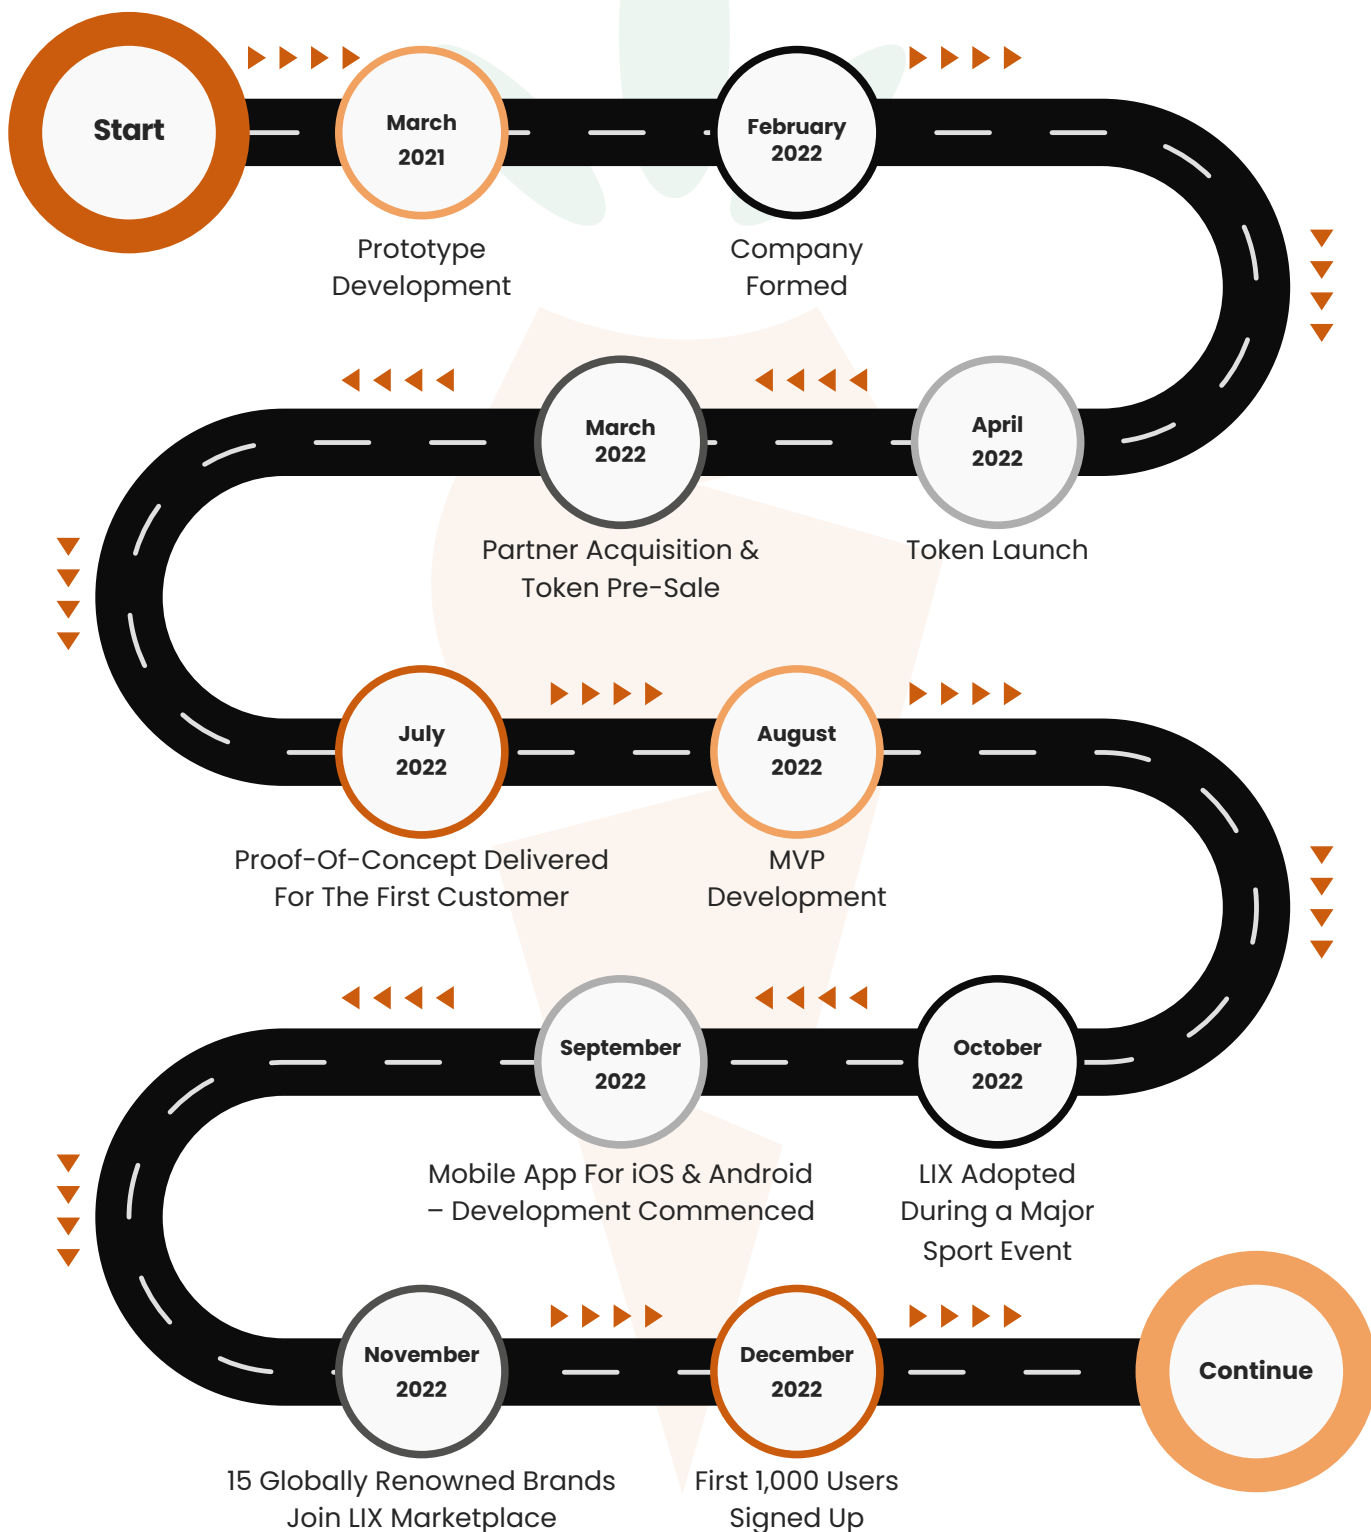 Start
March
2021
Prototype
Development
February
2022
Company
Formed
March
2022
Partner Acquisition &
Token Pre-Sale
April
2022
Token Launch
July
2022
Proof-Of-Concept Delivered
For The First Customer
August
2022
MVP
Development
September
2022
Mobile App For iOS & Android
– Development Commenced
October
2022
LIX Adopted
During a Major
Sport Event
November
2022
15 Globally Renowned Brands
Join LIX Marketplace
December
2022
First 1,000 Users
Signed Up
Continue